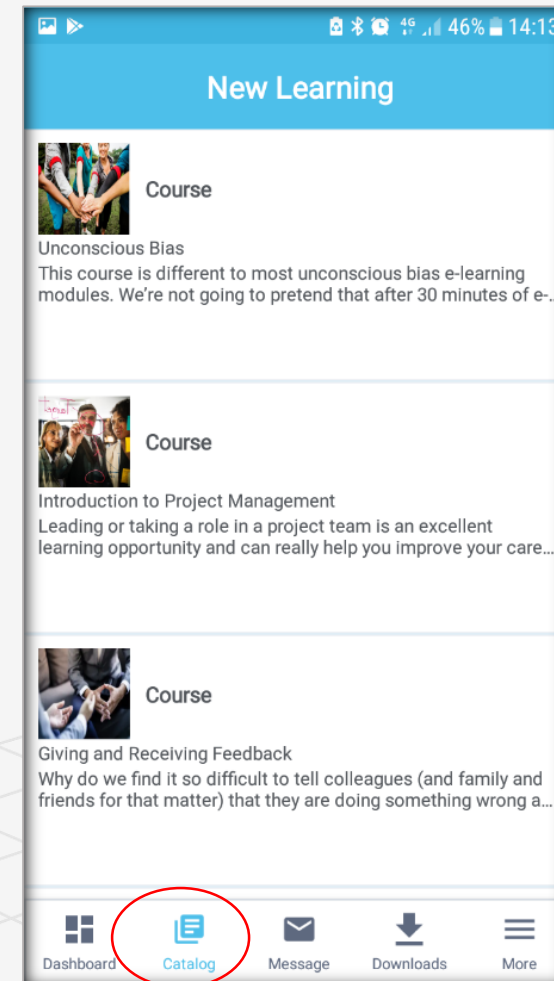 4G 46% 14:13
New Learning
Course
Unconscious Bias
This course is different to most unconscious bias e-learning
modules. We're not going to pretend that after 30 minutes of e-..
Course
Introduction to Project Management
Leading or taking a role in a project team is an excellent
learning opportunity and can really help you improve your care...
Course
Giving and Receiving Feedback
Why do we find it so difficult to tell colleagues (and family and
friends for that matter) that they are doing something wrong a...
Dashboard Catalog Message Downloads More